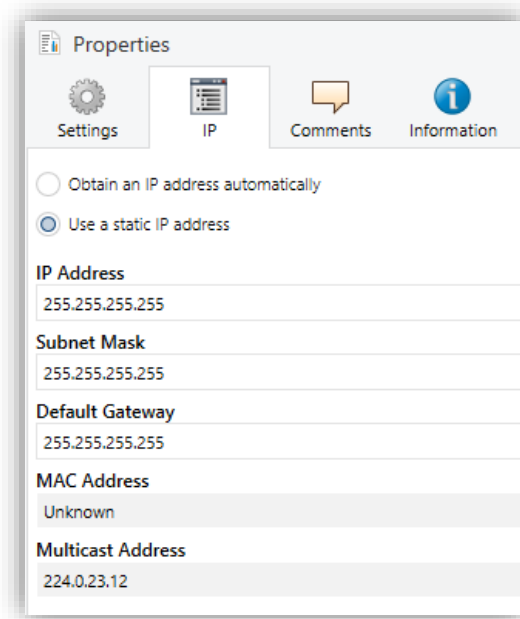 Properties
Settings IP Comments Information
Obtain an IP address automatically
Use a static IP address
IP Address
255.255.255.255
Subnet Mask
255.255.255.255
Default Gateway
255.255.255.255
MAC Address
Unknown
Multicast Address
224.0.23.12